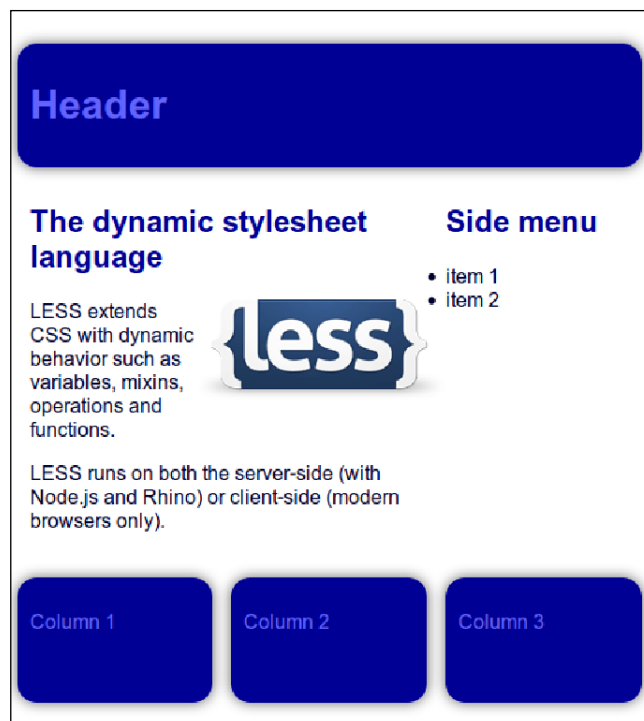 Header
The dynamic stylesheet
language
LESS extends
CSS with dynamic
behavior such as
variables, mixins,
operations and
functions.
{less}
LESS runs on both the server-side (with
Node.js and Rhino) or client-side (modern
browsers only).
Side menu
• item 1
• item 2
Column 1
Column 2
Column 3